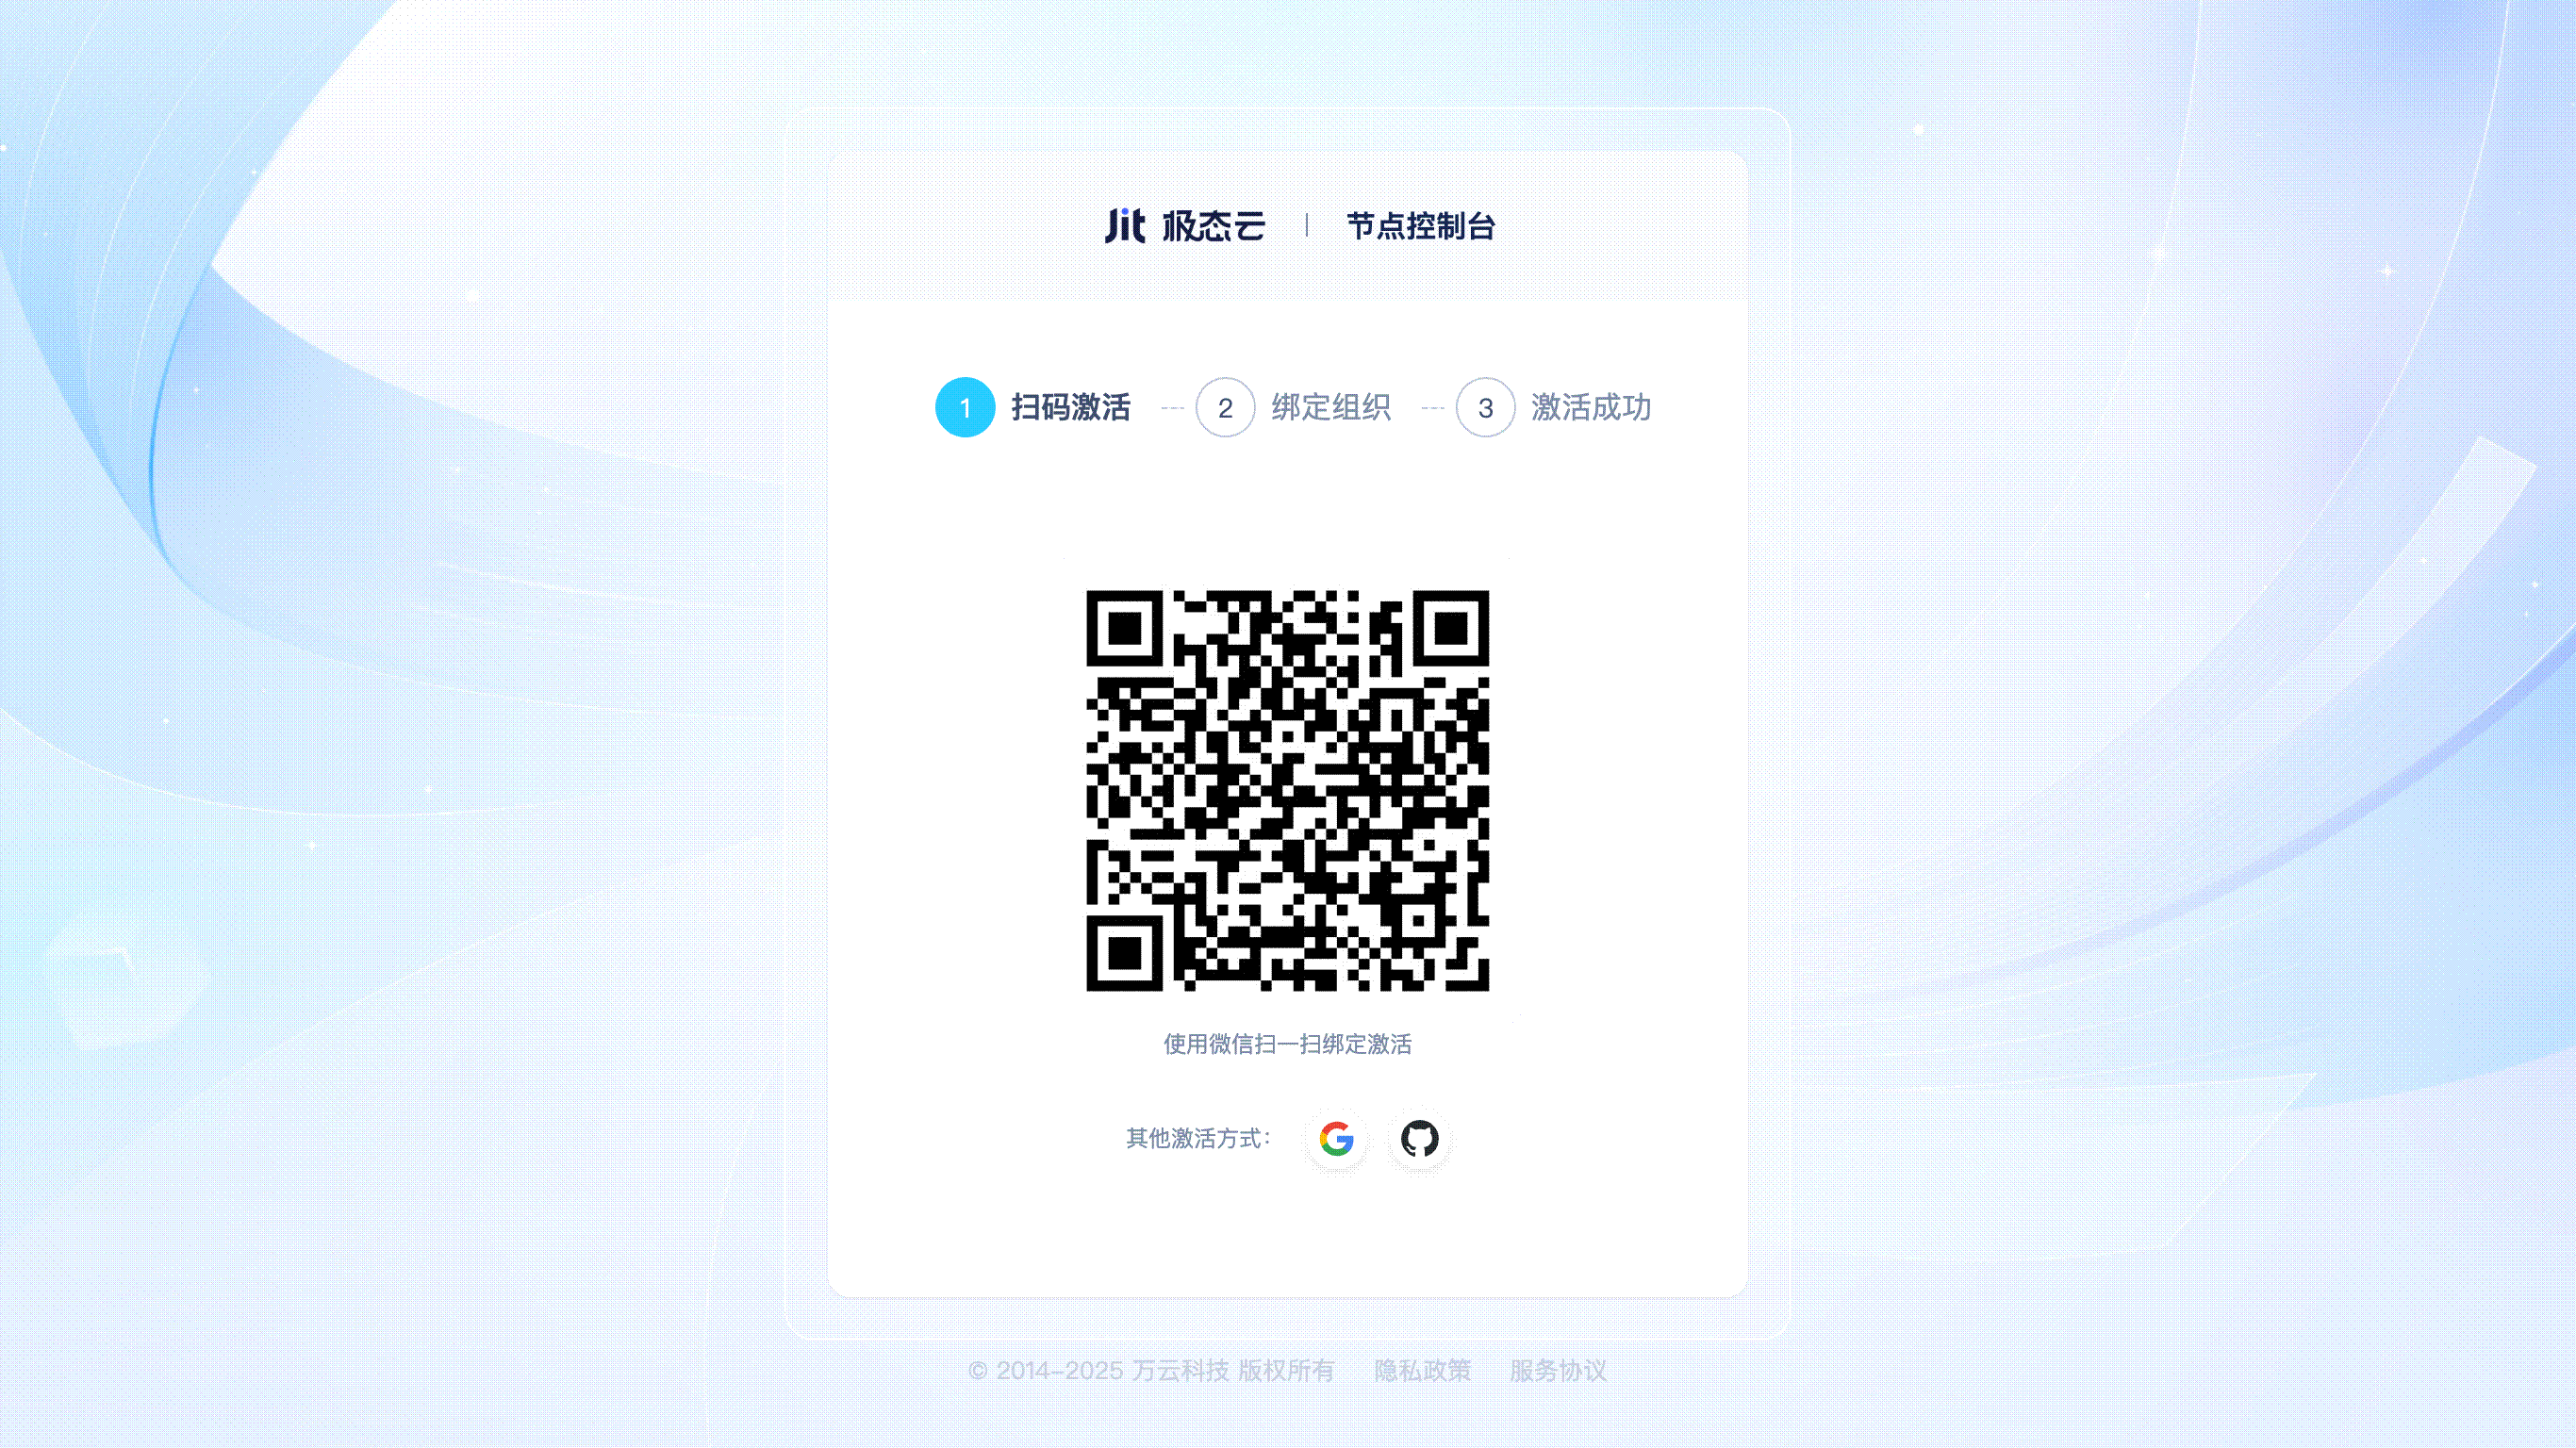 Jit 极态云 | 节点控制台
1 扫码激活 --- 2 绑定组织 --- 3 激活成功
使用微信扫一扫绑定激活
其他激活方式：
© 2014-2025 万云科技 版权所有 隐私政策 服务协议